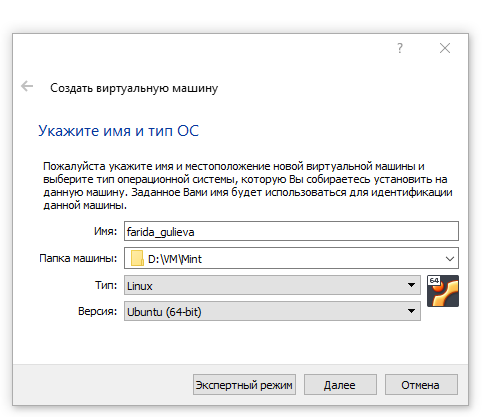 ?
Создать виртуальную машину
Укажите имя и тип ОС
Пожалуйста укажите имя и местоположение новой виртуальной машины и
выберите тип операционной системы, которую Вы собираетесь установить на
данную машину. Заданное Вами имя будет использоваться для идентификации
данной машины.
Имя: farida_gulieva
Папка машины: D:\VM\Mint
Тип: Linux 64
Версия: Ubuntu (64-bit)
Экспертный режим Далее Отмена